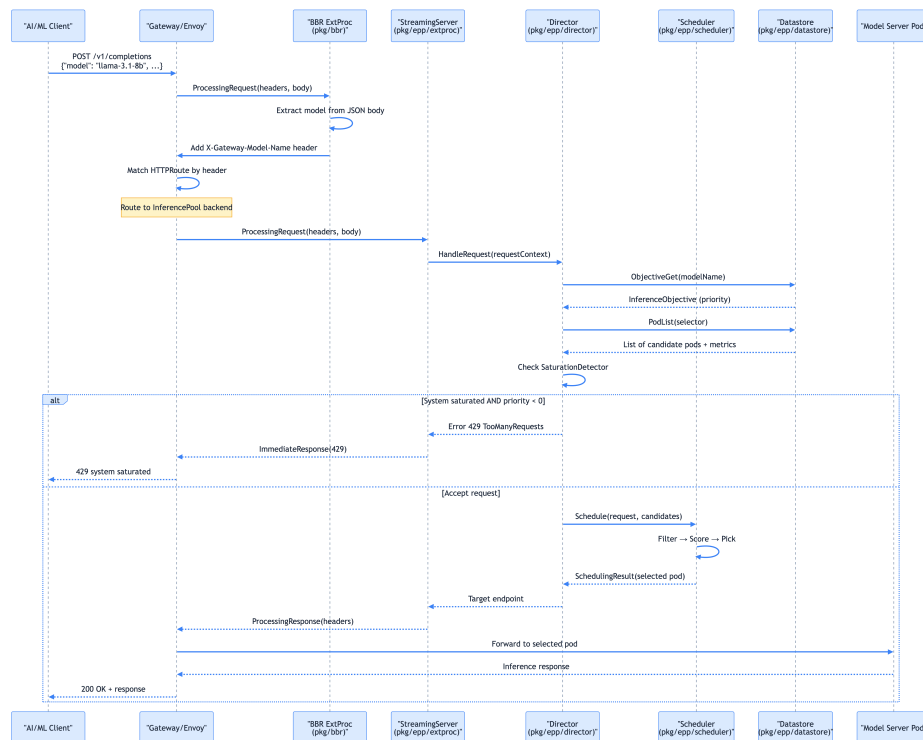 "AI/ML Client"
"Gateway/Envoy"
"BBR ExtProc
(pkg/bbr)"
"StreamingServer
(pkg/epp/extproc)"
"Director
(pkg/epp/director)"
"Scheduler
(pkg/epp/scheduler)"
"Datastore
(pkg/epp/datastore)"
"Model Server Pod
POST /v1/completions
{"model": "llama-3.1-8b", ...}
ProcessingRequest(headers, body)
Extract model from JSON body
Add X-Gateway-Model-Name header
Match HTTPRoute by header
Route to InferencePool backend
ProcessingRequest(headers, body)
HandleRequest(requestContext)
ObjectiveGet(modelName)
InferenceObjective (priority)
PodList(selector)
List of candidate pods + metrics
Check SaturationDetector
alt
[System saturated AND priority < 0]
Error 429 TooManyRequests
ImmediateResponse(429)
429 system saturated
[Accept request]
Schedule(request, candidates)
Filter → Score → Pick
SchedulingResult(selected pod)
Target endpoint
ProcessingResponse(headers)
Forward to selected pod
Inference response
200 OK + response
"AI/ML Client"
"Gateway/Envoy"
"BBR ExtProc
(pkg/bbr)"
"StreamingServer
(pkg/epp/extproc)"
"Director
(pkg/epp/director)"
"Scheduler
(pkg/epp/scheduler)"
"Datastore
(pkg/epp/datastore)"
"Model Server Pod